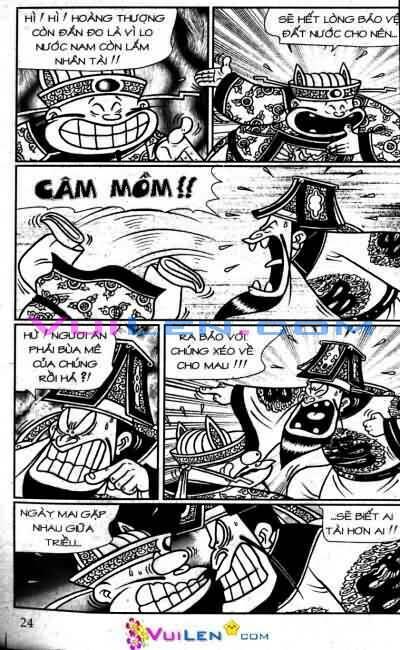 HÌ! HÌ! HOÀNG THƯỢNG
CÒN ĐẮN ĐO LÀ VÌ LO
NƯỚC NAM CÒN LẮM
NHÂN TÀI!!
SẼ HẾT LÒNG BẢO VỆ
ĐẤT NƯỚC CHO NÊN...
CÂM MỒM!!
VUILEN.COM
HỪ! NGƯƠI ĂN
PHẢI BÙA MÊ
CỦA CHÚNG
RỒI HẢ?!
RA BẢO VỚI
CHÚNG XÉO VỀ
CHO MAU!!!
NGÀY MAI GẶP
NHAU GIỮA
TRIỀU...
...SẼ BIẾT AI
TÀI HƠN AI!!
24
VUILEN.COM